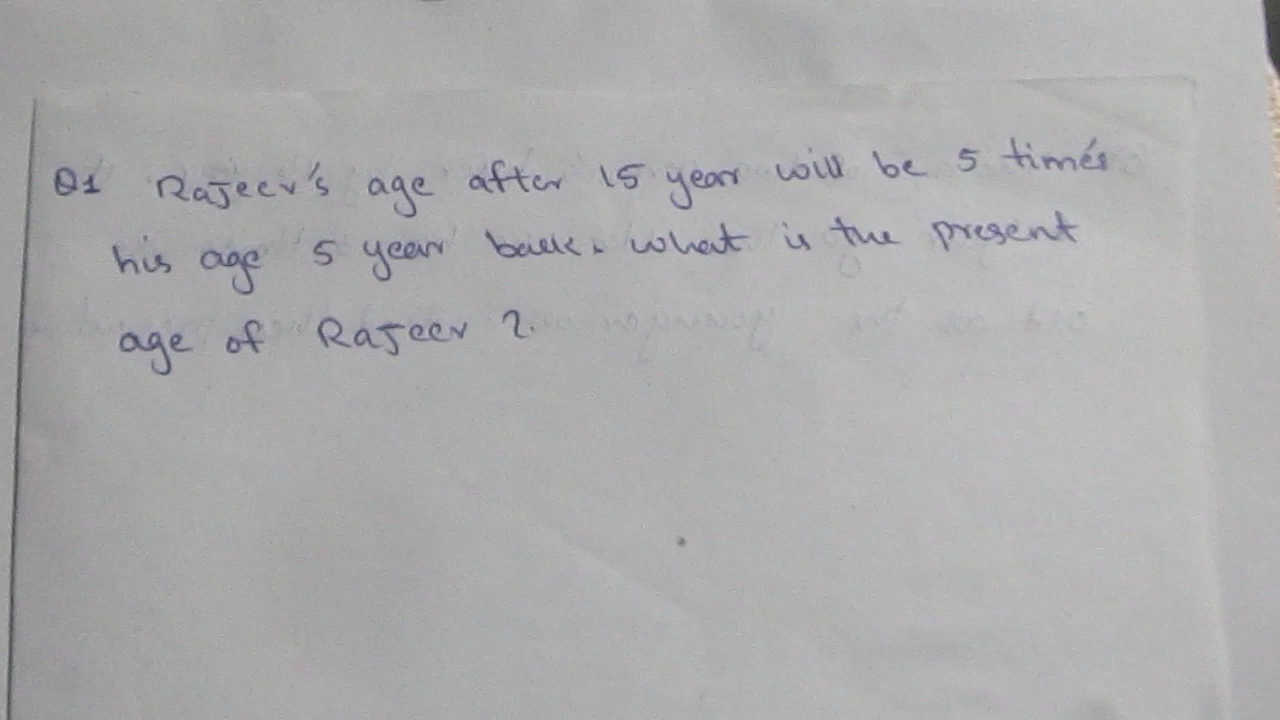 Q1 Rajeev's age after 15 year will be 5 times
his age 5 year back. what is the present
age of Rajeev ?.